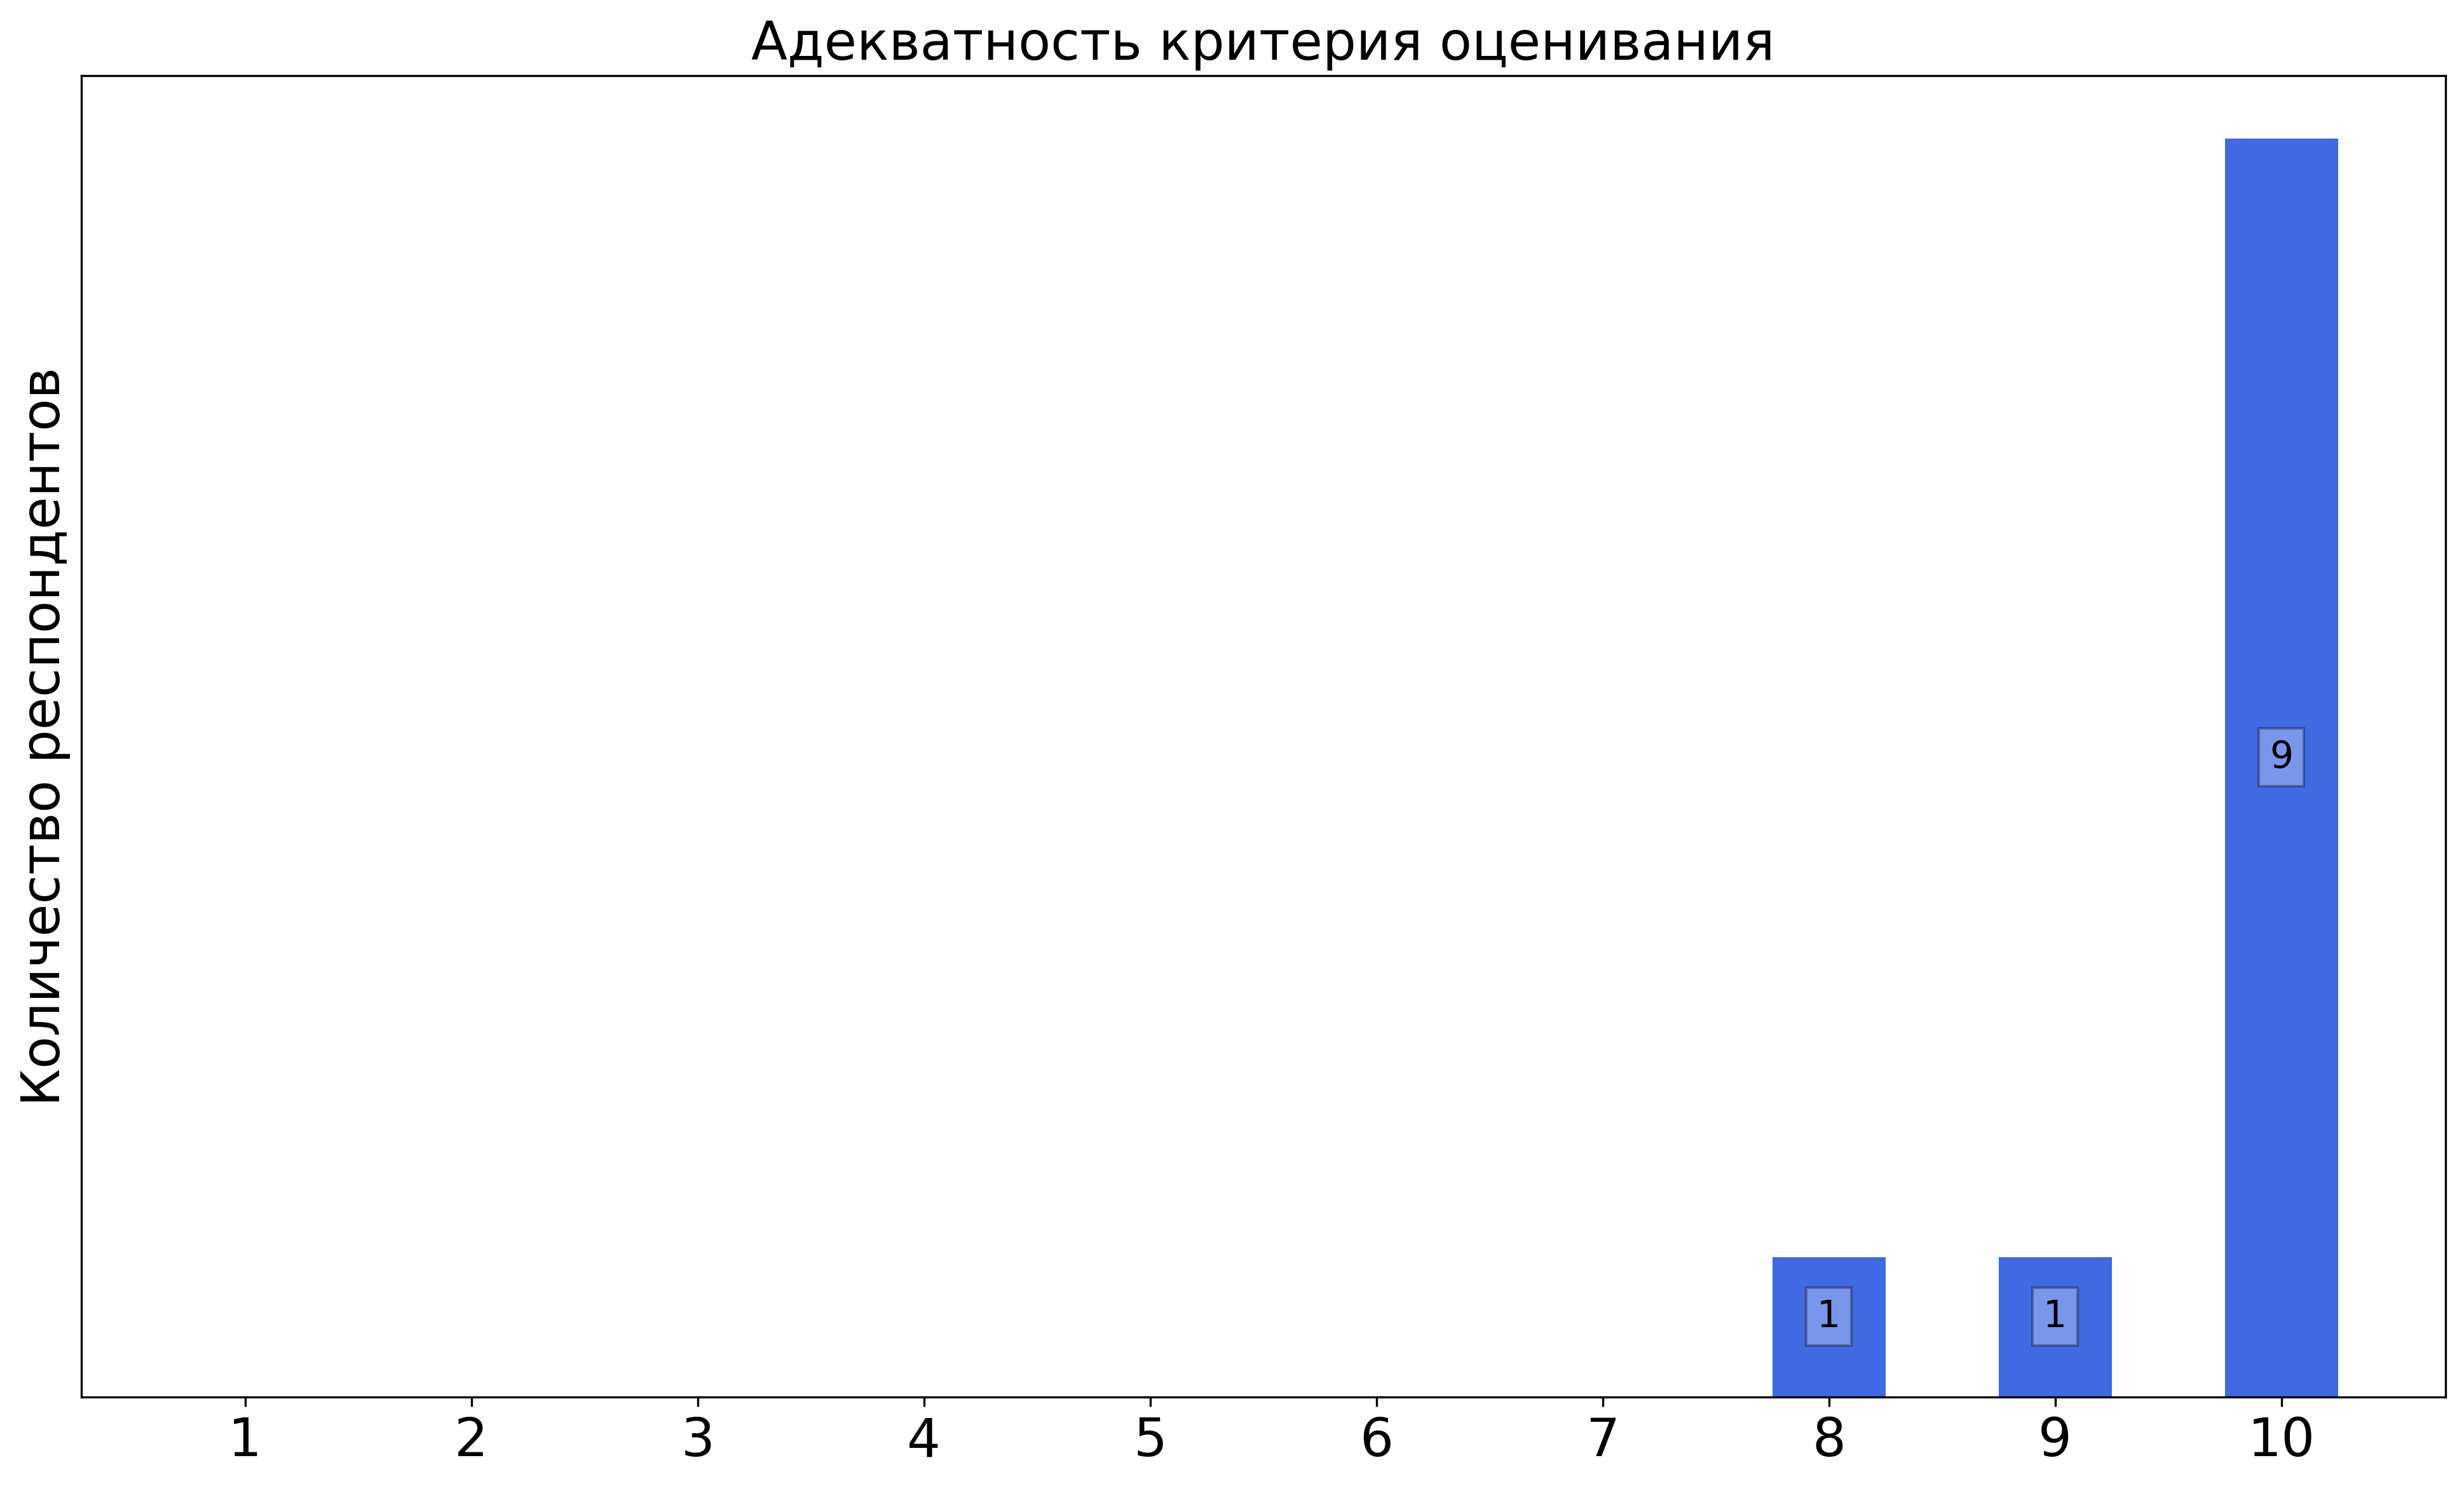 Адекватность критерия оценивания
Количество респондентов
9
1 1
1 2 3 4 5 6 7 8 9 10